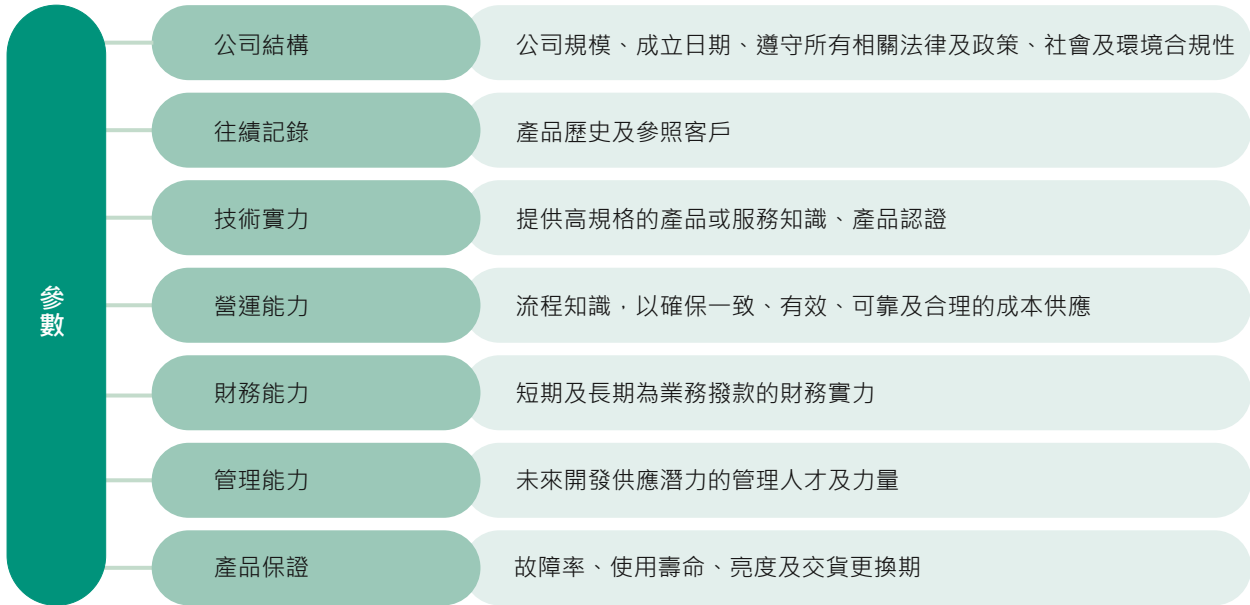 參數
公司結構
公司規模、成立日期、遵守所有相關法律及政策、社會及環境合規性
往績記錄
產品歷史及參照客戶
技術實力
提供高規格的產品或服務知識、產品認證
營運能力
流程知識，以確保一致、有效、可靠及合理的成本供應
財務能力
短期及長期為業務撥款的財務實力
管理能力
未來開發供應潛力的管理人才及力量
產品保證
故障率、使用壽命、亮度及交貨更換期